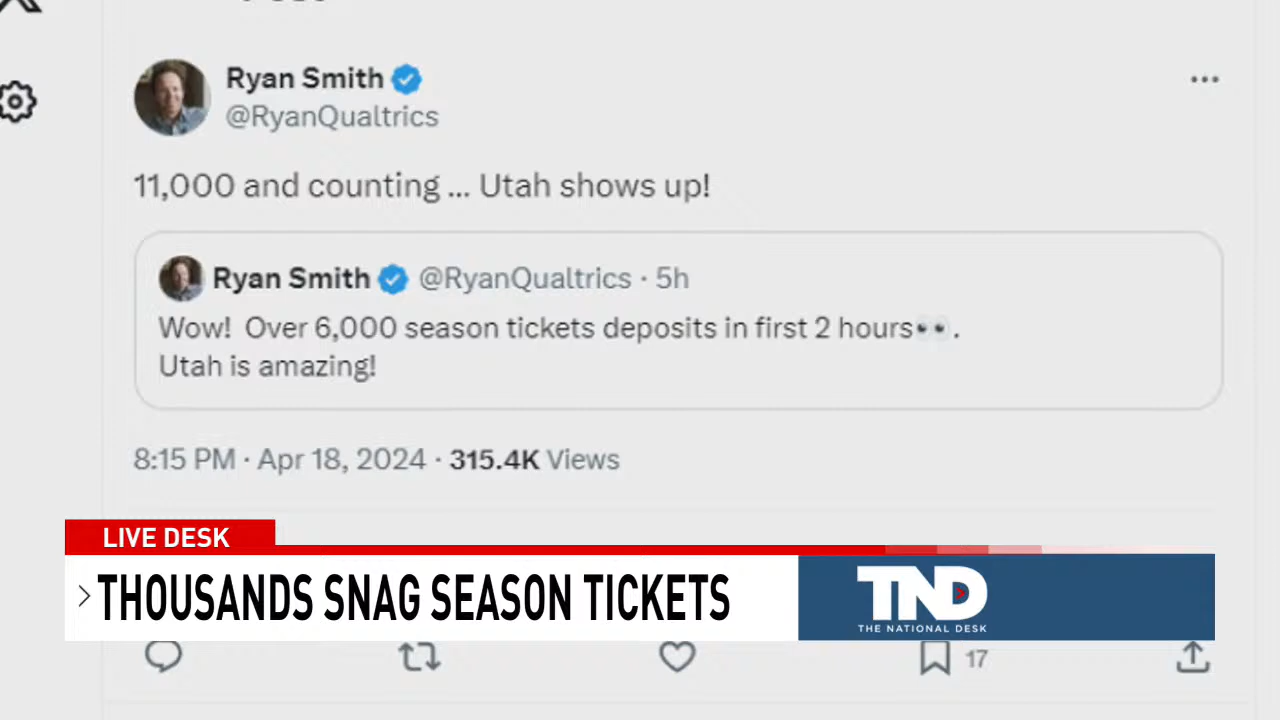 Ryan Smith
@RyanQualtrics
11,000 and counting ... Utah shows up!
Ryan Smith @RyanQualtrics · 5h
Wow! Over 6,000 season tickets deposits in first 2 hours👀.
Utah is amazing!
8:15 PM · Apr 18, 2024 · 315.4K Views
LIVE DESK
THOUSANDS SNAG SEASON TICKETS
TND
THE NATIONAL DESK
17